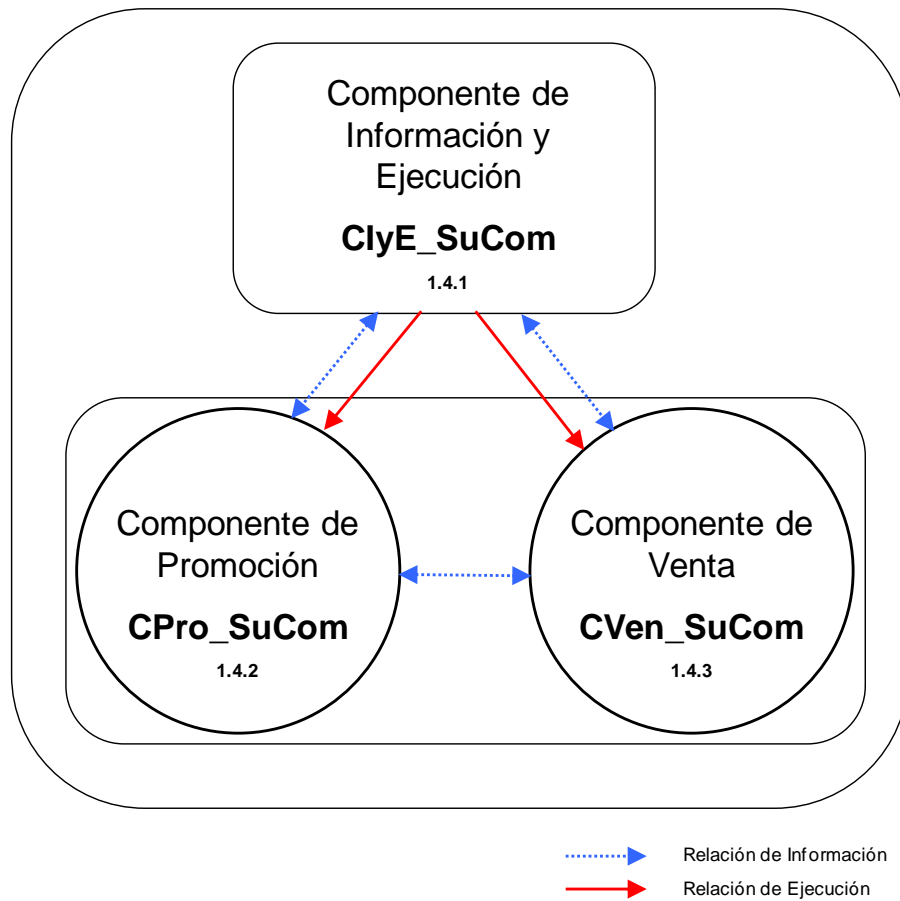 Componente de
Información y
Ejecución
CIyE_SuCom
1.4.1
Componente de
Promoción
CPro_SuCom
1.4.2
Componente de
Venta
CVen_SuCom
1.4.3
Relación de Información
Relación de Ejecución